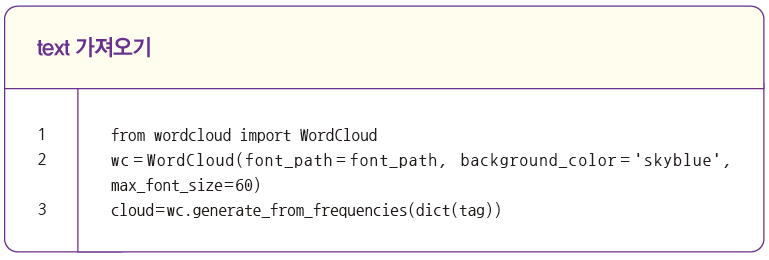 text 가져오기
1 from wordcloud import WordCloud
2 wc=WordCloud(font_path=font_path, background_color='skyblue',
max_font_size=60)
3 cloud=wc.generate_from_frequencies(dict(tag))